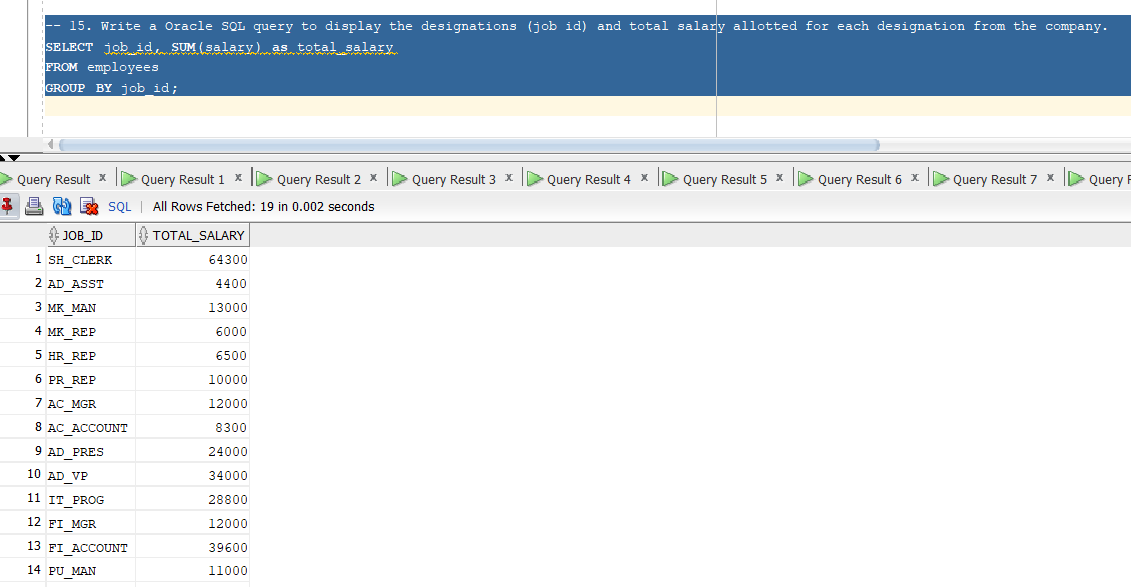 -- 15. Write a Oracle SQL query to display the designations (job id) and total salary allotted for each designation from the company.
SELECT job_id, SUM(salary) as total_salary
FROM employees
GROUP BY job_id;
Query Result x Query Result 1 x Query Result 2 x Query Result 3 x Query Result 4 x Query Result 5 x Query Result 6 x Query Result 7 x Query R
SQL | All Rows Fetched: 19 in 0.002 seconds
JOB_ID TOTAL_SALARY
1 SH_CLERK 64300
2 AD_ASST 4400
3 MK_MAN 13000
4 MK_REP 6000
5 HR_REP 6500
6 PR_REP 10000
7 AC_MGR 12000
8 AC_ACCOUNT 8300
9 AD_PRES 24000
10 AD_VP 34000
11 IT_PROG 28800
12 FI_MGR 12000
13 FI_ACCOUNT 39600
14 PU_MAN 11000